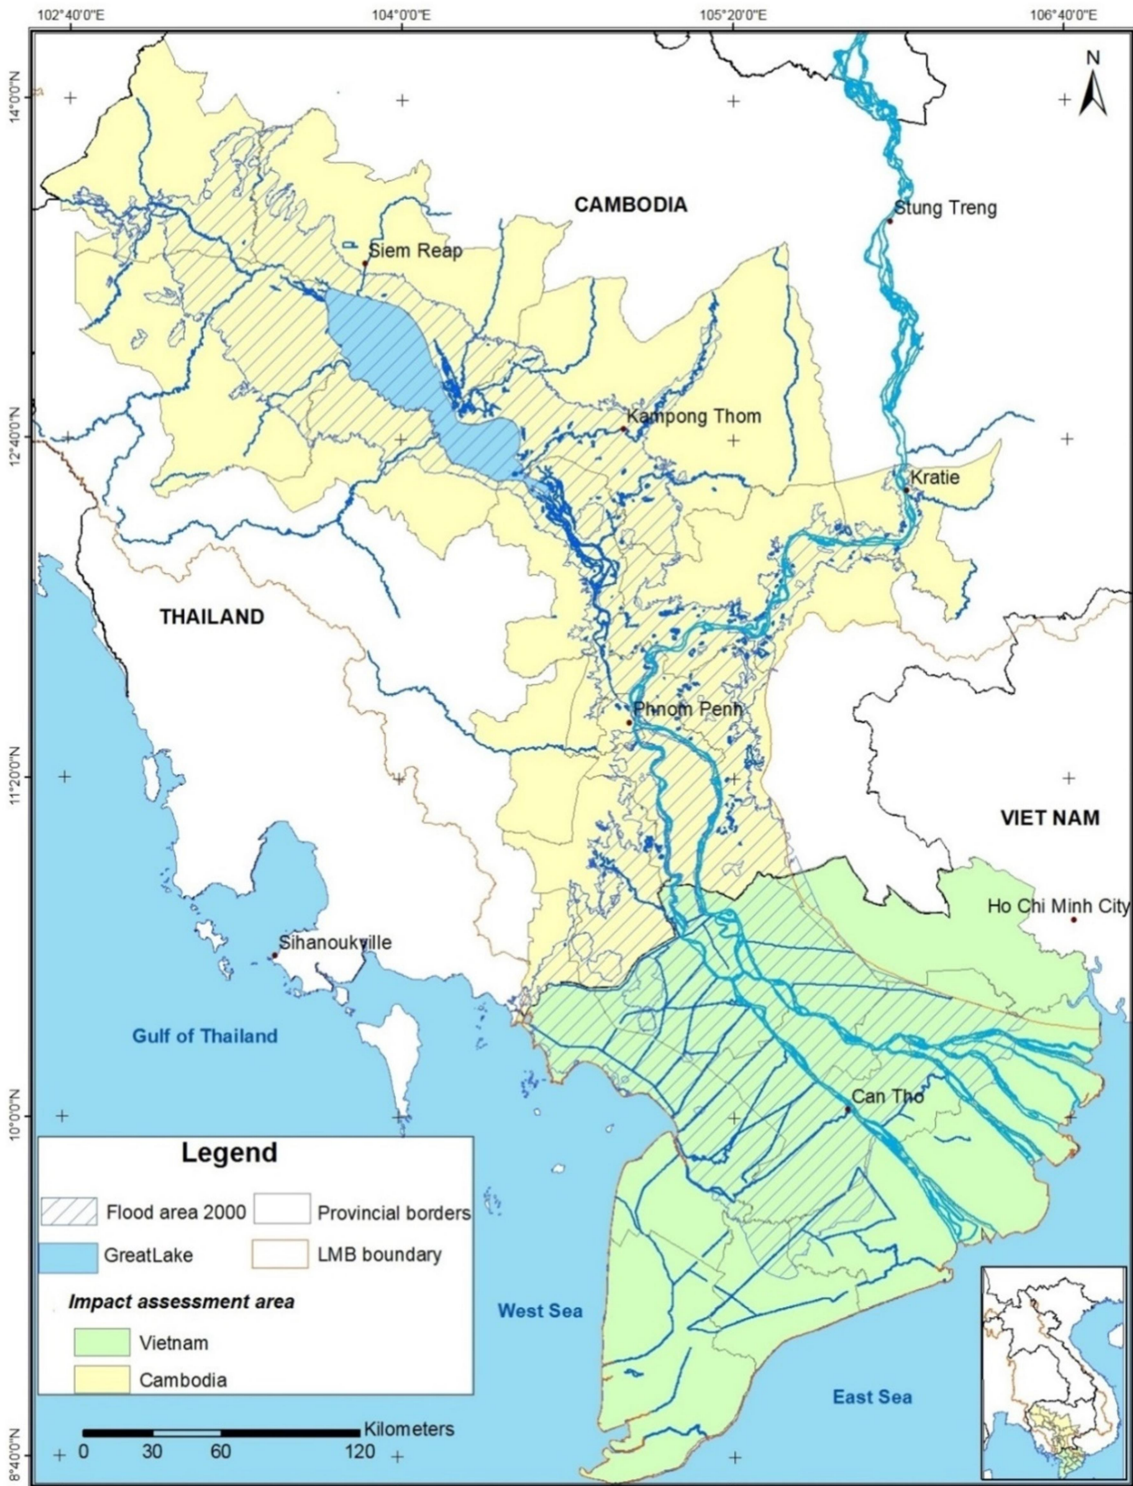 102°40'0"E 104°0'0"E 105°20'0"E 106°40'0"E
14°0'0"N
12°40'0"N
11°20'0"N
10°0'0"N
8°40'0"N
N
CAMBODIA
Stung Treng
Siem Reap
Kampong Thom
Kratie
THAILAND
Phnom Penh
VIET NAM
Ho Chi Minh City
Sihanoukville
Gulf of Thailand
Can Tho
Legend
Flood area 2000 Provincial borders
GreatLake LMB boundary
Impact assessment area
Vietnam
Cambodia
West Sea
East Sea
Kilometers
0 30 60 120